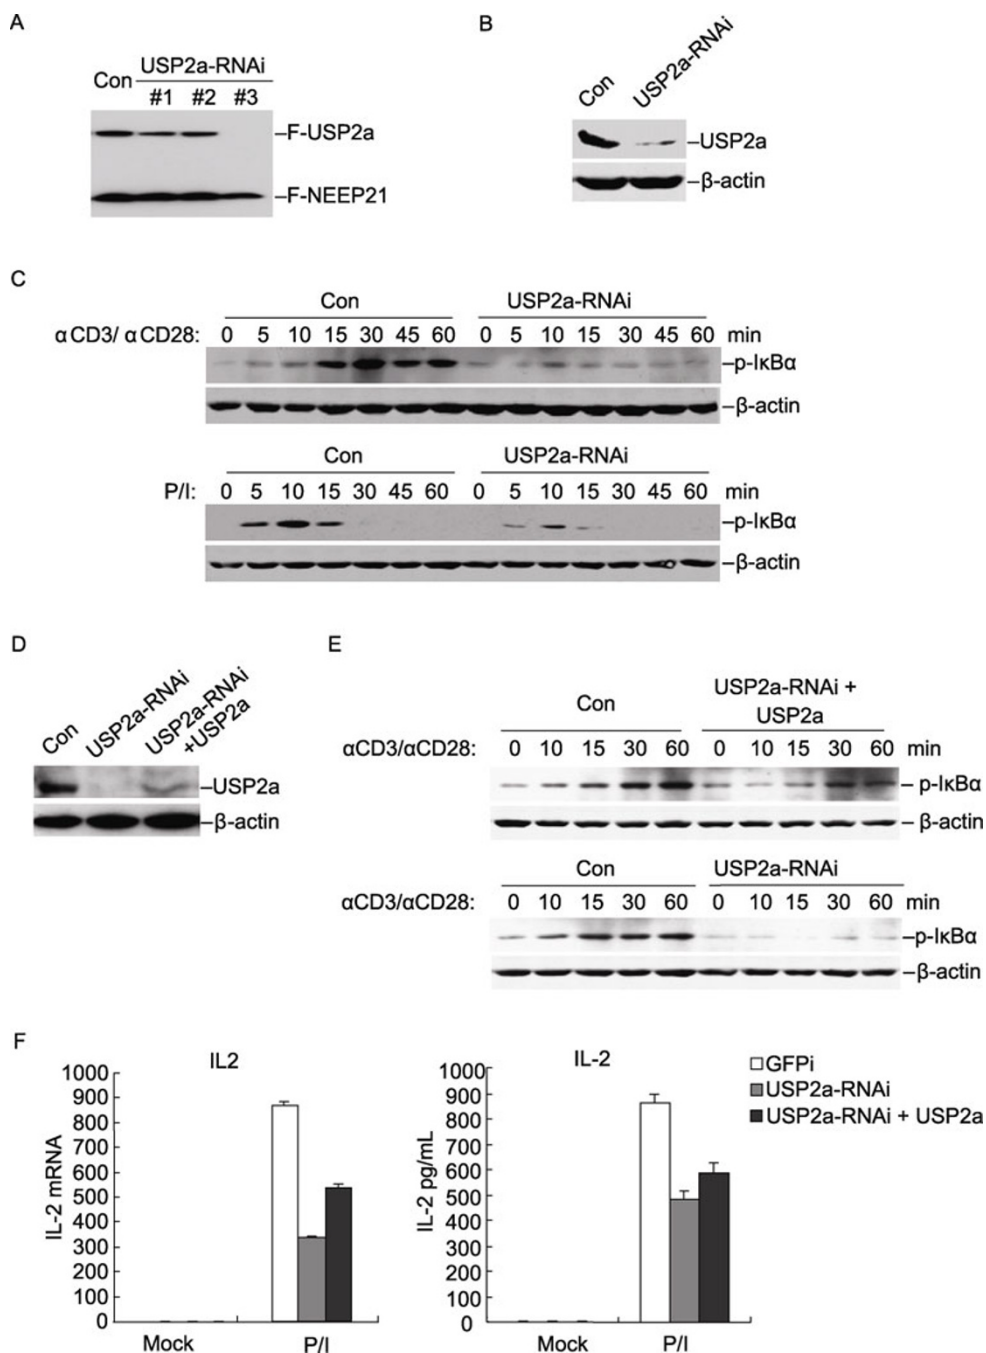 A
USP2a-RNAi
Con
#1 #2 #3
–F-USP2a
–F-NEEP21
B
Con USP2a-RNAi
–USP2a
–β-actin
C
Con USP2a-RNAi
αCD3/ αCD28: 0 5 10 15 30 45 60 0 5 10 15 30 45 60 min
–p-IκBα
–β-actin
Con USP2a-RNAi
P/I: 0 5 10 15 30 45 60 0 5 10 15 30 45 60 min
–p-IκBα
–β-actin
D
Con USP2a-RNAi USP2a-RNAi
+USP2a
–USP2a
–β-actin
E
Con USP2a-RNAi +
USP2a
αCD3/αCD28: 0 10 15 30 60 0 10 15 30 60 min
– p-IκBα
– β-actin
Con USP2a-RNAi
αCD3/αCD28: 0 10 15 30 60 0 10 15 30 60 min
–p-IκBα
–β-actin
F
IL2
IL-2 mRNA
1000
900
800
700
600
500
400
300
200
100
0
Mock P/I
IL-2
IL-2 pg/mL
1000
900
800
700
600
500
400
300
200
100
0
Mock P/I
GFPi
USP2a-RNAi
USP2a-RNAi + USP2a